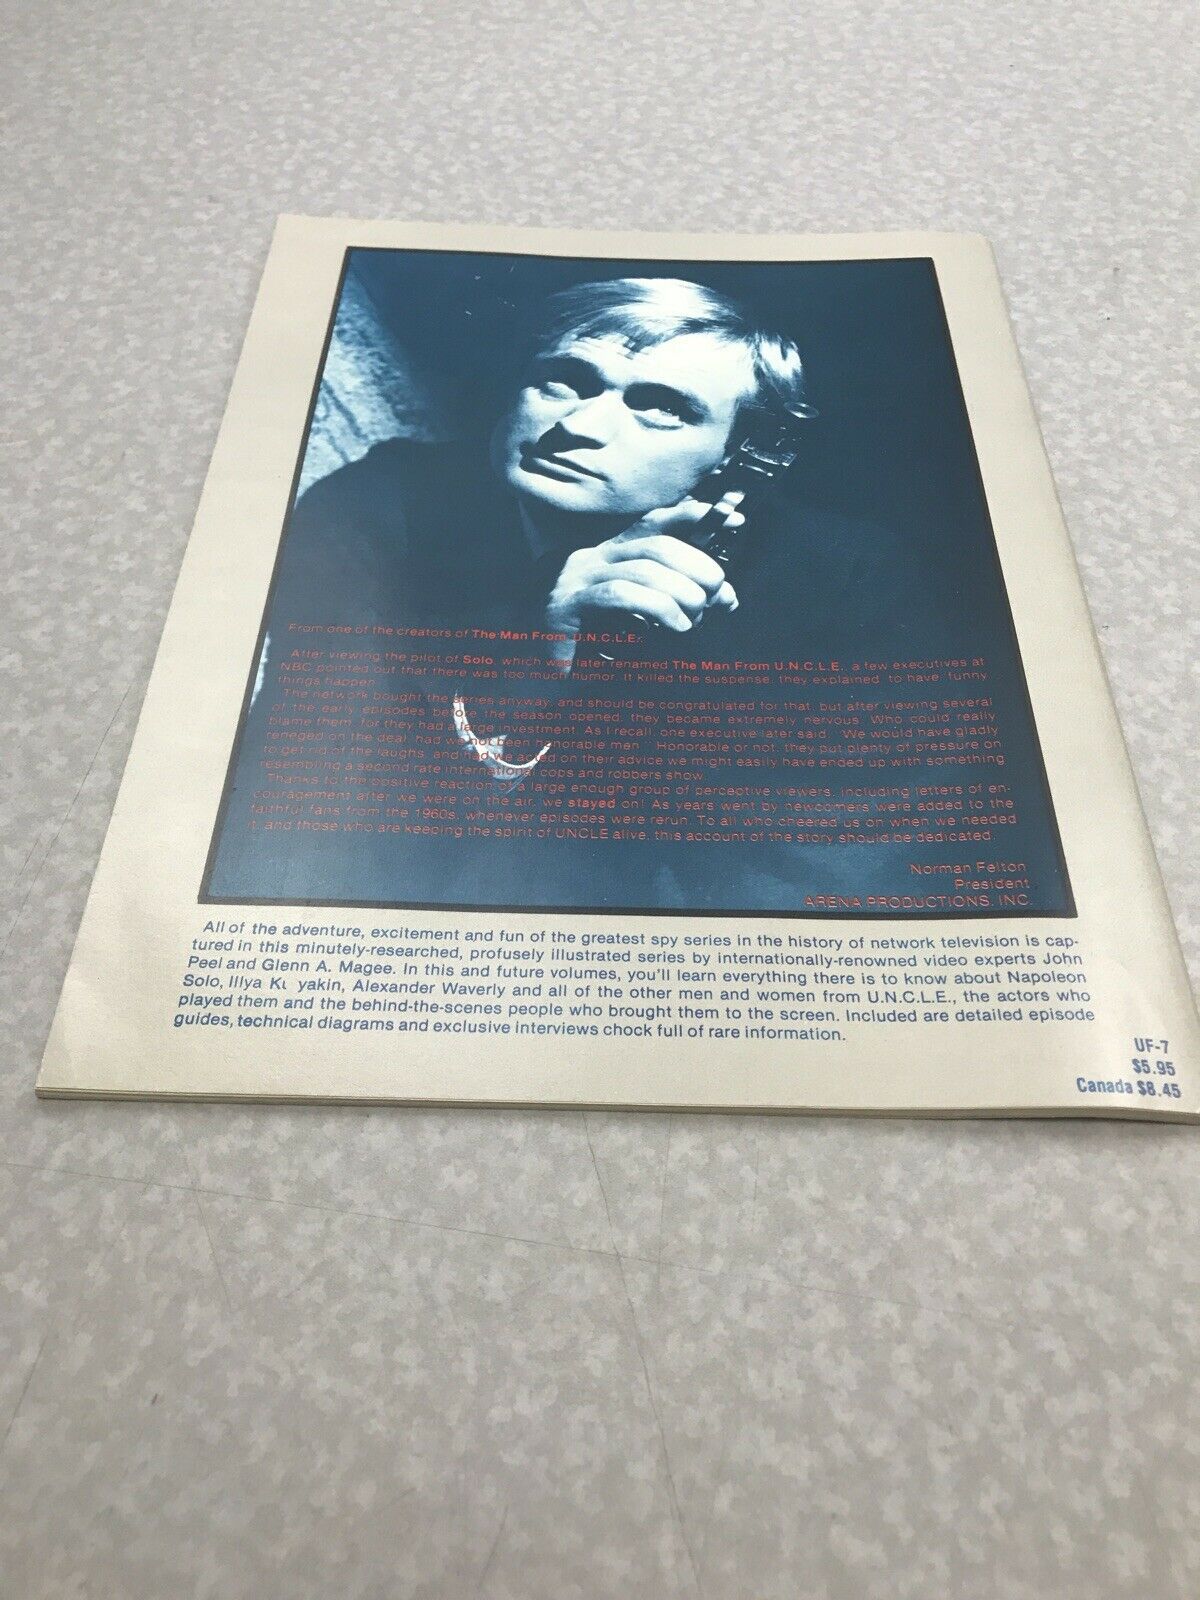 From one of the creators of The Man From U.N.C.L.E.
After viewing the pilot of Solo, which was later renamed The Man From U.N.C.L.E. a few executives at
NBC pointed out that there was too much humor. It killed the suspense, they explained, to have funny
things happen.
The network bought the series anyway, and should be congratulated for that, but after viewing several
of the early episodes before the season opened, they became extremely nervous. Who could really
blame them, for they had a large investment. As I recall, one executive later said: "We would have gladly
reneged on the deal, had we not been honorable men." Honorable or not, they put plenty of pressure on
to get rid of the laughs, and had we acted on their advice we might easily have ended up with something
resembling a second rate international cops and robbers show.
Thanks to the positive reaction of a large enough group of perceptive viewers, including letters of en-
couragement after we were on the air, we stayed on! As years went by newcomers were added to the
faithful fans from the 1960s, whenever episodes were rerun. To all who cheered us on when we needed
it, and those who are keeping the spirit of UNCLE alive, this account of the story should be dedicated.
Norman Felton
President
ARENA PRODUCTIONS, INC.
All of the adventure, excitement and fun of the greatest spy series in the history of network television is cap-
tured in this minutely-researched, profusely illustrated series by internationally-renowned video experts John
Peel and Glenn A. Magee. In this and future volumes, you'll learn everything there is to know about Napoleon
Solo, Illya Ku yakin, Alexander Waverly and all of the other men and women from U.N.C.L.E., the actors who
played them and the behind-the-scenes people who brought them to the screen. Included are detailed episode
guides, technical diagrams and exclusive interviews chock full of rare information.
UF-7
$5.95
Canada $8.45